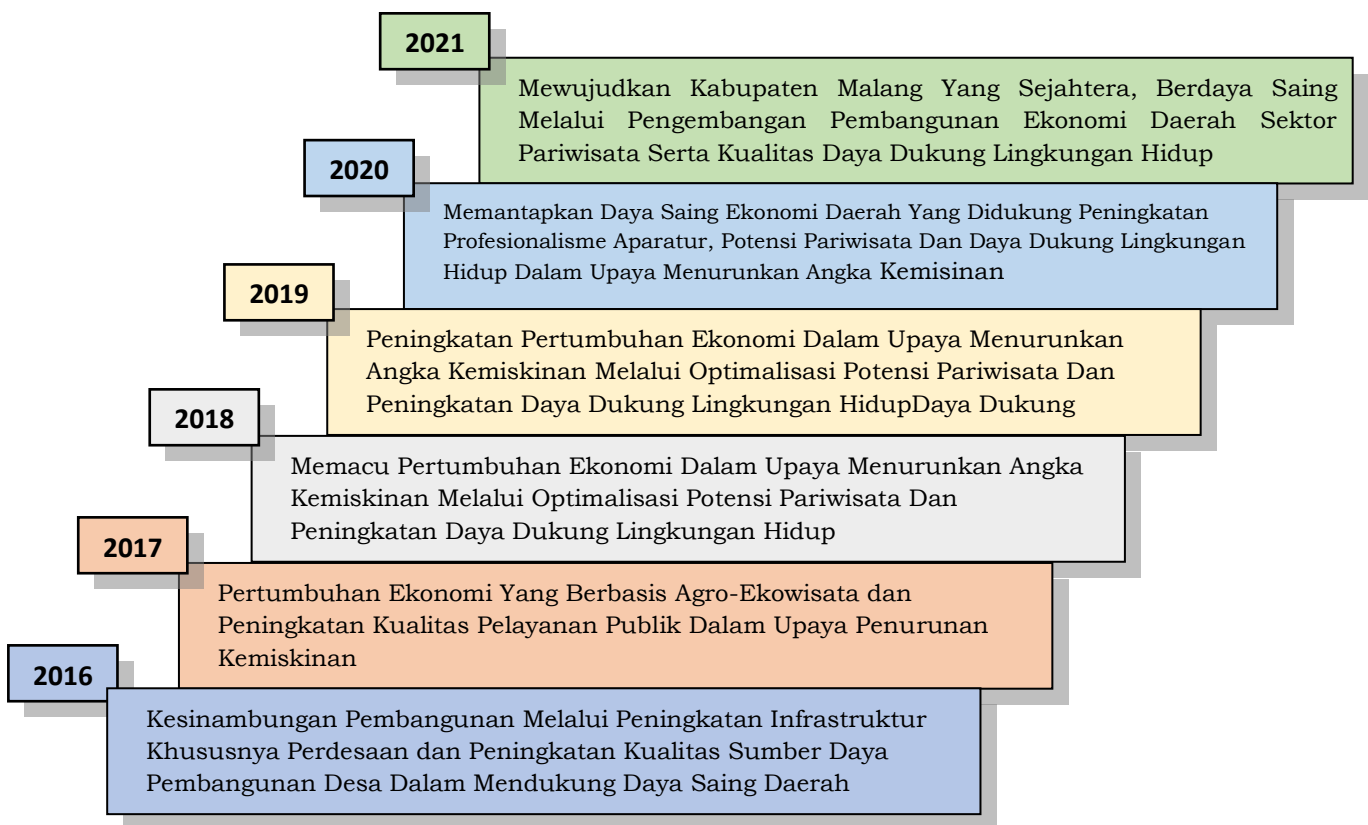 2021
Mewujudkan Kabupaten Malang Yang Sejahtera, Berdaya Saing
Melalui Pengembangan Pembangunan Ekonomi Daerah Sektor
Pariwisata Serta Kualitas Daya Dukung Lingkungan Hidup
2020
Memantapkan Daya Saing Ekonomi Daerah Yang Didukung Peningkatan
Profesionalisme Aparatur, Potensi Pariwisata Dan Daya Dukung Lingkungan
Hidup Dalam Upaya Menurunkan Angka Kemisinan
2019
Peningkatan Pertumbuhan Ekonomi Dalam Upaya Menurunkan
Angka Kemiskinan Melalui Optimalisasi Potensi Pariwisata Dan
Peningkatan Daya Dukung Lingkungan HidupDaya Dukung
2018
Memacu Pertumbuhan Ekonomi Dalam Upaya Menurunkan Angka
Kemiskinan Melalui Optimalisasi Potensi Pariwisata Dan
Peningkatan Daya Dukung Lingkungan Hidup
2017
Pertumbuhan Ekonomi Yang Berbasis Agro-Ekowisata dan
Peningkatan Kualitas Pelayanan Publik Dalam Upaya Penurunan
Kemiskinan
2016
Kesinambungan Pembangunan Melalui Peningkatan Infrastruktur
Khususnya Perdesaan dan Peningkatan Kualitas Sumber Daya
Pembangunan Desa Dalam Mendukung Daya Saing Daerah